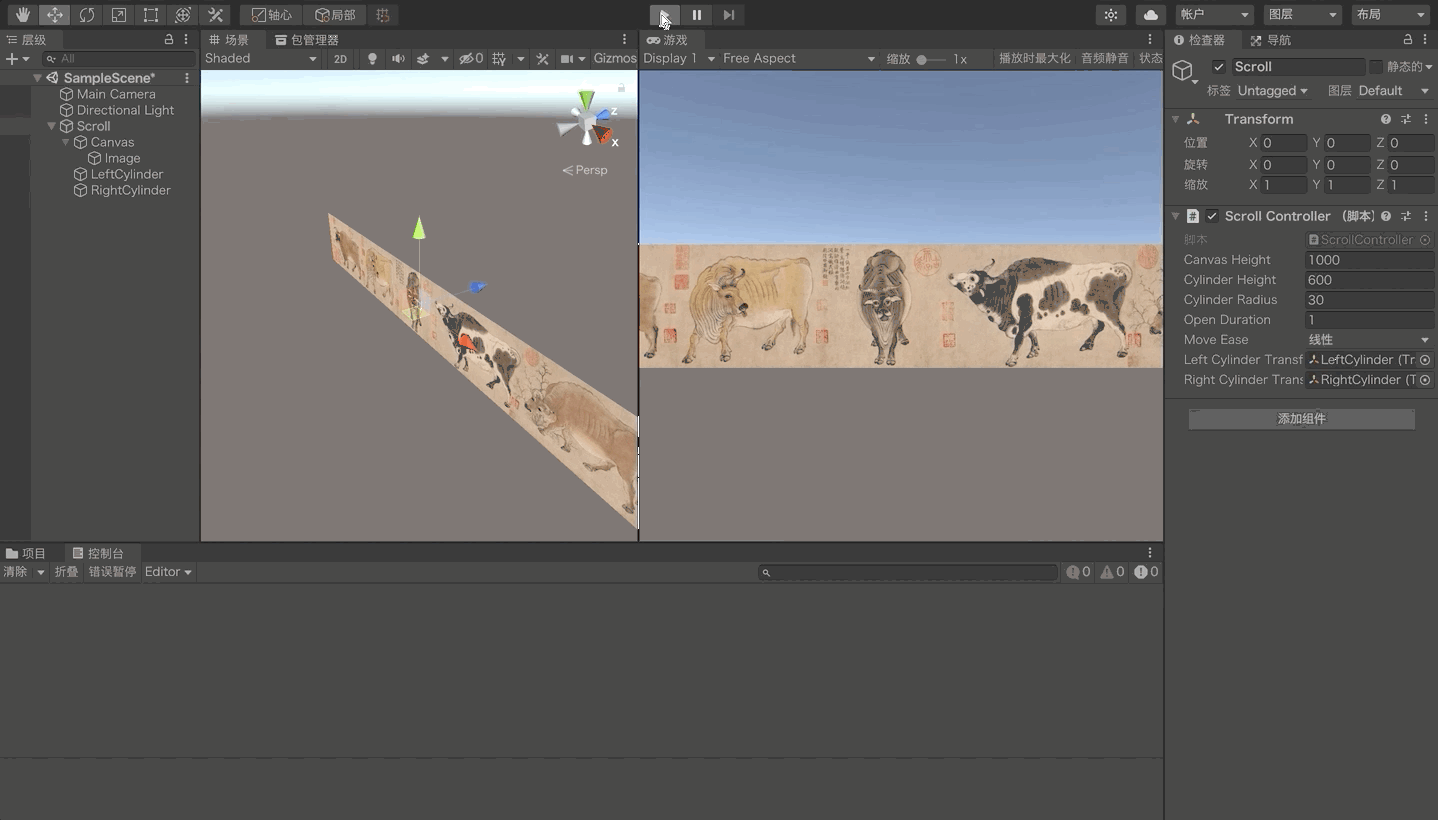 轴心 局部 帐户 图层 布局
层级 场景 包管理器 游戏 检查器 导航
All Shaded 2D 0 Gizmos Display 1 Free Aspect 缩放 1x 播放时最大化 音频静音 状态
Scroll 静态的
SampleScene*
Main Camera
Directional Light
Scroll
Canvas
Image
LeftCylinder
RightCylinder
z
x
Persp
标签 Untagged 图层 Default
Transform
位置 X 0 Y 0 Z 0
旋转 X 0 Y 0 Z 0
缩放 X 1 Y 1 Z 1
# Scroll Controller (脚本)
脚本 ScrollController
Canvas Height 1000
Cylinder Height 600
Cylinder Radius 30
Open Duration 1
Move Ease 线性
Left Cylinder Transf LeftCylinder (Tr
Right Cylinder Trans RightCylinder (T
添加组件
项目 控制台
清除 折叠 错误暂停 Editor 0 0 0